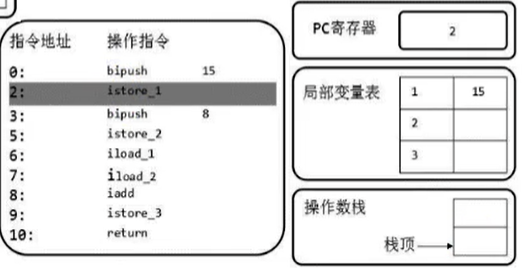 指令地址 操作指令
0: bipush 15
2: istore_1
3: bipush 8
5: istore_2
6: iload_1
7: iload_2
8: iadd
9: istore_3
10: return
PC寄存器 2
局部变量表 1 15
2
3
操作数栈
栈顶